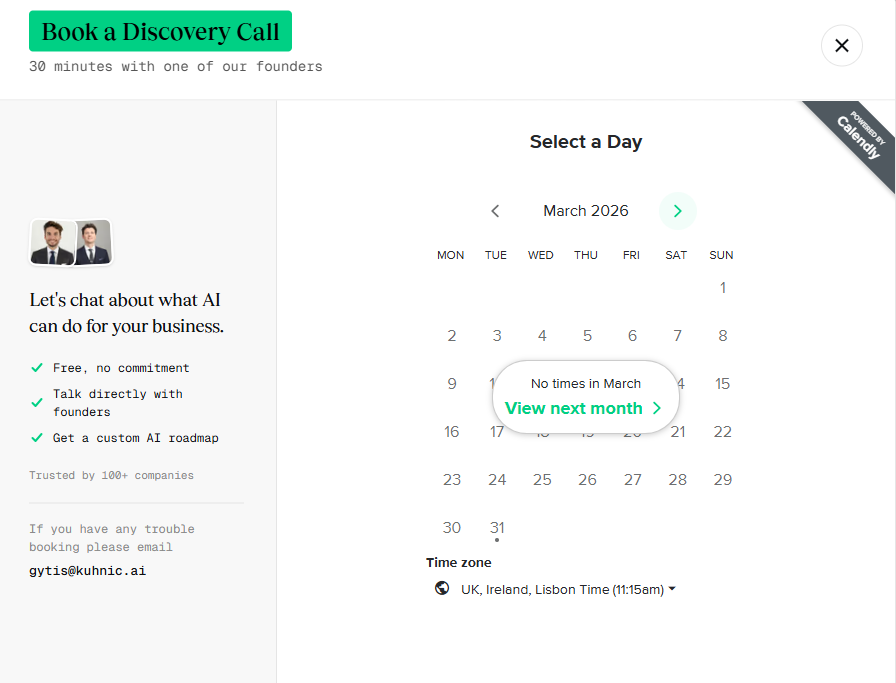 Book a Discovery Call
30 minutes with one of our founders
POWERED BY
Calendly
Let's chat about what AI
can do for your business.
Free, no commitment
Talk directly with
founders
Get a custom AI roadmap
Trusted by 100+ companies
If you have any trouble
booking please email
gytis@kuhnic.ai
Select a Day
March 2026
MON TUE WED THU FRI SAT SUN
1
2 3 4 5 6 7 8
9 15
No times in March
View next month
16 17 18 19 20 21 22
23 24 25 26 27 28 29
30 31
Time zone
UK, Ireland, Lisbon Time (11:15am)